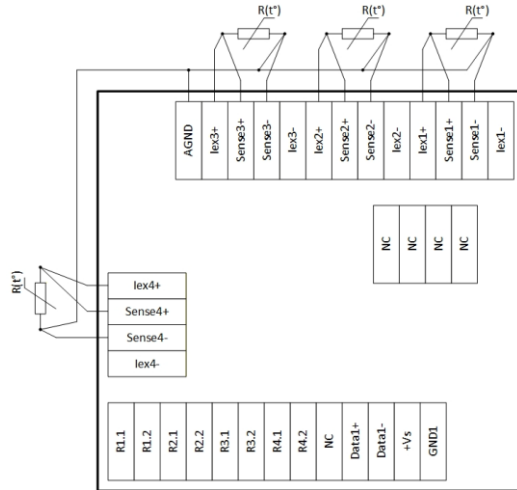 R(t°)
R(t°)
R(t°)
AGND
Iex3+
Sense3+
Sense3-
Iex3-
Iex2+
Sense2+
Sense2-
Iex2-
Iex1+
Sense1+
Sense1-
Iex1-
NC
NC
NC
NC
R(t°)
Iex4+
Sense4+
Sense4-
Iex4-
R1.1
R1.2
R2.1
R2.2
R3.1
R3.2
R4.1
R4.2
NC
Data1+
Data1-
+Vs
GND1